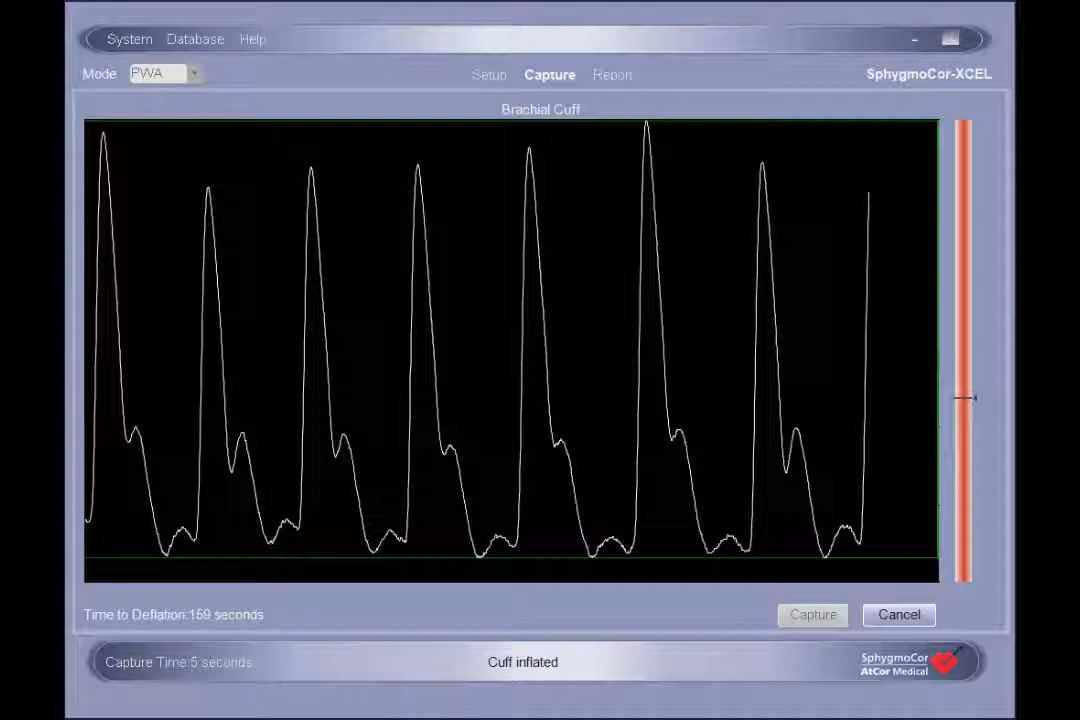 System Database Help
Mode PWA Setup Capture Report SphygmoCor-XCEL
Brachial Cuff
Time to Deflation:159 seconds Capture Cancel
Capture Time:5 seconds Cuff inflated SphygmoCor
AtCor Medical